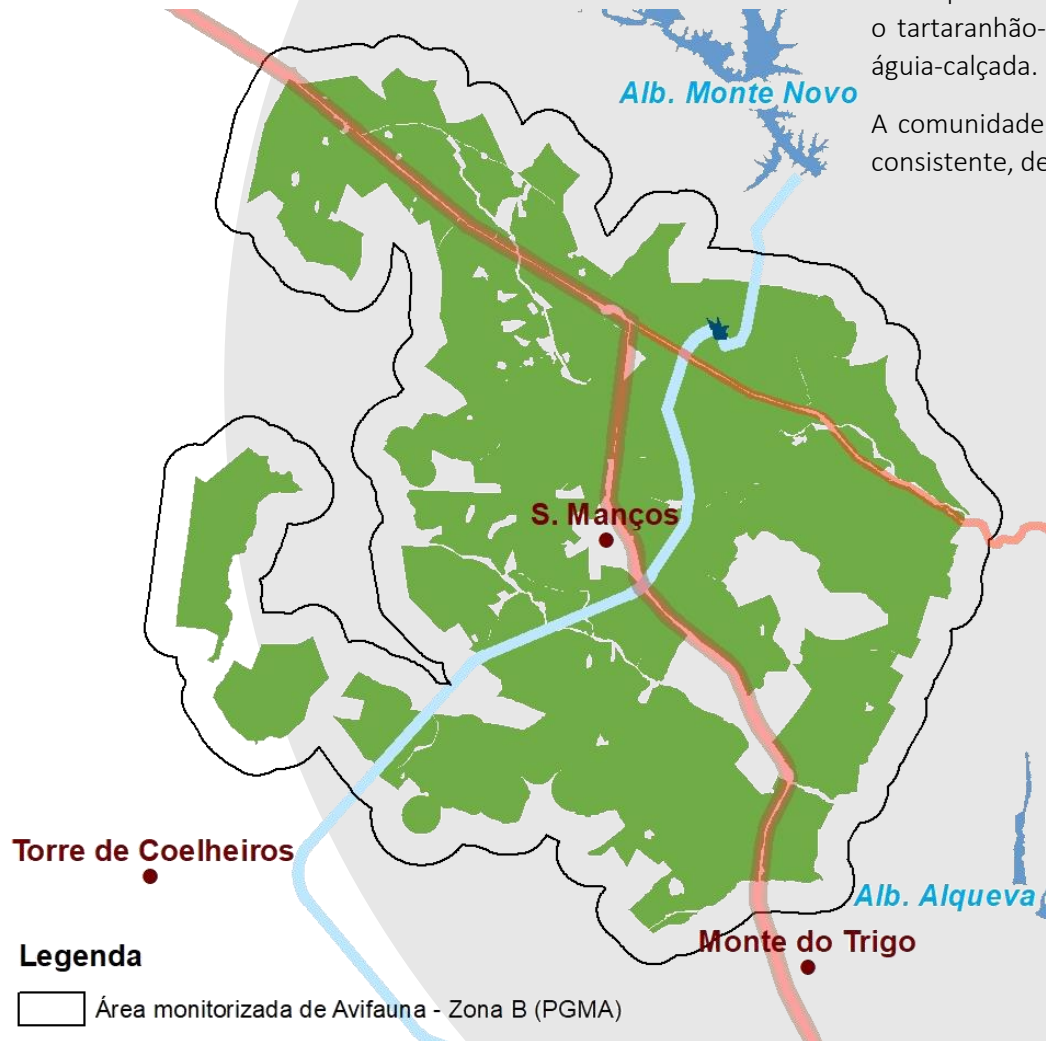 o tartaranhão-
águia-calçada.
Alb. Monte Novo
A comunidade
consistente, de
S. Manços
Torre de Coelheiros
Alb. Alqueva
Monte do Trigo
Legenda
Área monitorizada de Avifauna - Zona B (PGMA)